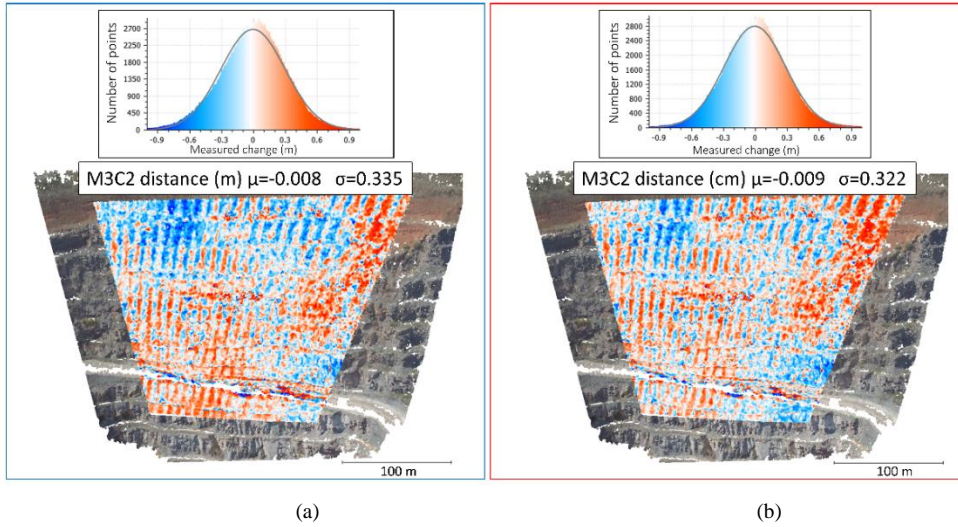 Number of points
2700
2250
1800
1350
900
450
0
-0.9 -0.6 -0.3 0 0.3 0.6 0.9
Measured change (m)
M3C2 distance (m) μ=-0.008 σ=0.335
100 m
(a)
Number of points
2800
2400
2000
1600
1200
800
400
0
-0.9 -0.6 -0.3 0 0.3 0.6 0.9
Measured change (m)
M3C2 distance (cm) μ=-0.009 σ=0.322
100 m
(b)